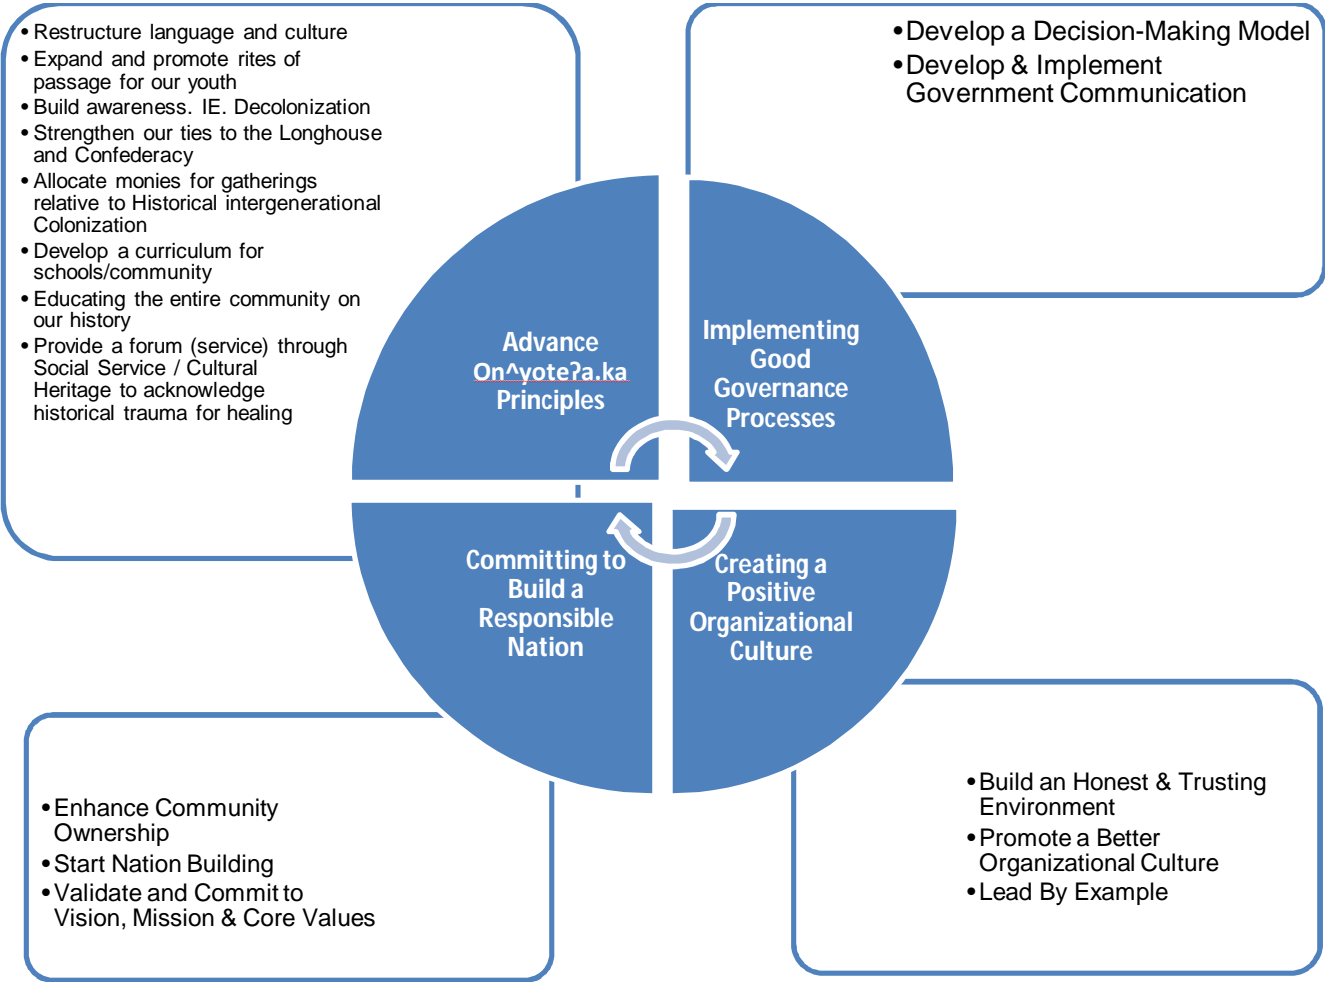 • Restructure language and culture
• Expand and promote rites of
passage for our youth
• Build awareness. IE. Decolonization
• Strengthen our ties to the Longhouse
and Confederacy
• Allocate monies for gatherings
relative to Historical intergenerational
Colonization
• Develop a curriculum for
schools/community
• Educating the entire community on
our history
• Provide a forum (service) through
Social Service / Cultural
Heritage to acknowledge
historical trauma for healing
• Develop a Decision-Making Model
• Develop & Implement
Government Communication
Advance
On^yoteʔa.ka
Principles
Implementing
Good
Governance
Processes
Committing to
Build a
Responsible
Nation
Creating a
Positive
Organizational
Culture
• Enhance Community
Ownership
• Start Nation Building
• Validate and Commit to
Vision, Mission & Core Values
• Build an Honest & Trusting
Environment
• Promote a Better
Organizational Culture
• Lead By Example